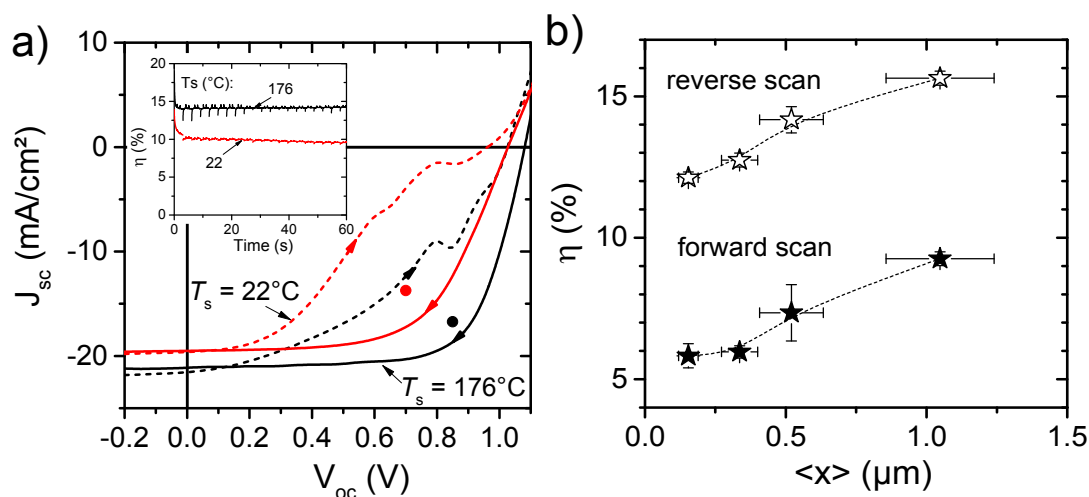 a)
10
0
-10
-20
J_sc (mA/cm²)
-0.2 0.0 0.2 0.4 0.6 0.8 1.0
V_oc (V)
T_s = 22°C
T_s = 176°C
20
15
10
5
0
η (%)
Ts (°C):
176
22
0 20 40 60
Time (s)
b)
15
10
5
η (%)
reverse scan
forward scan
0.0 0.5 1.0 1.5
<x> (µm)